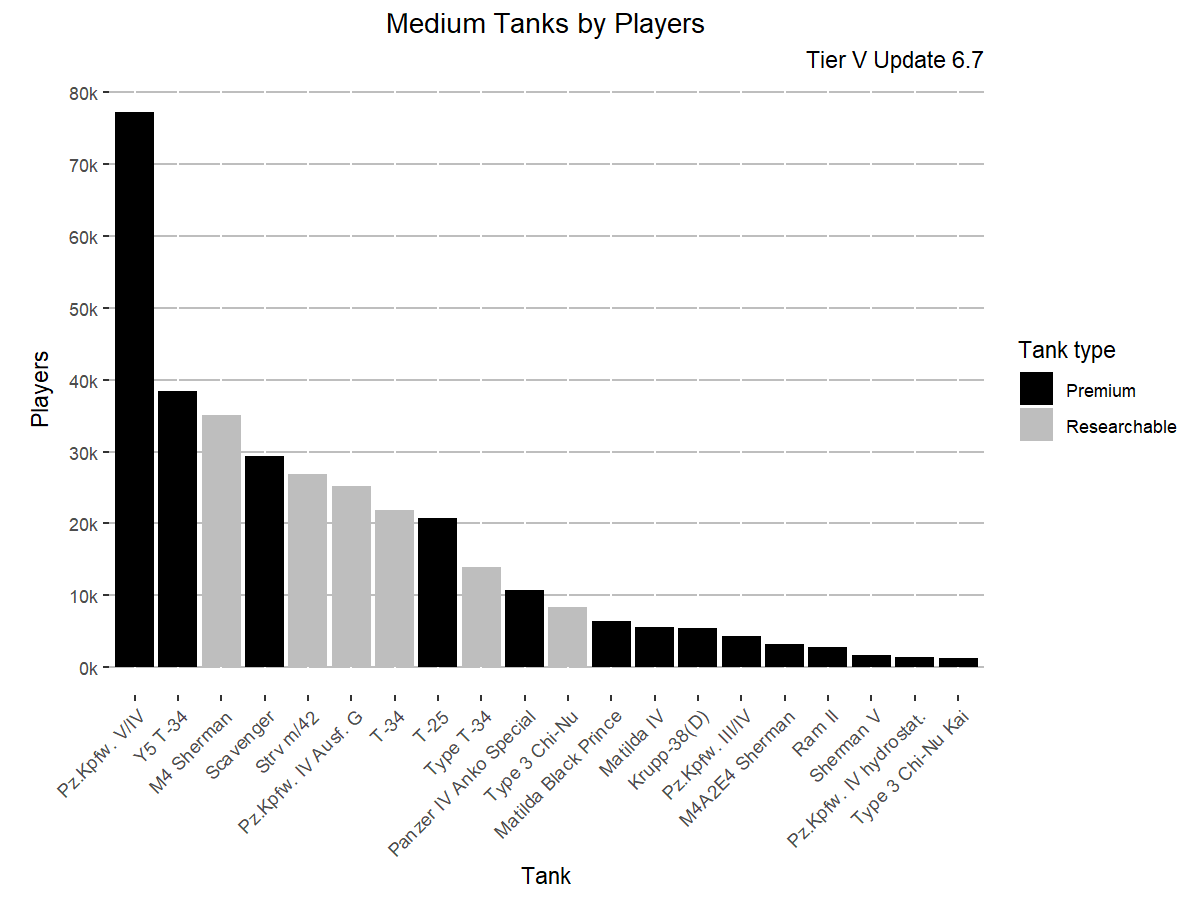 Medium Tanks by Players
Tier V Update 6.7
80k
70k
60k
50k
40k
30k
20k
10k
0k
Players
Pz.Kpfw. V/IV
Y5 T-34
M4 Sherman
Scavenger
Strv m/42
Pz.Kpfw. IV Ausf. G
T-34
T-25
Type T-34
Panzer IV Anko Special
Type 3 Chi-Nu
Matilda Black Prince
Matilda IV
Krupp-38(D)
Pz.Kpfw. III/IV
M4A2E4 Sherman
Ram II
Sherman V
Pz.Kpfw. IV hydrostat.
Type 3 Chi-Nu Kai
Tank
Tank type
Premium
Researchable